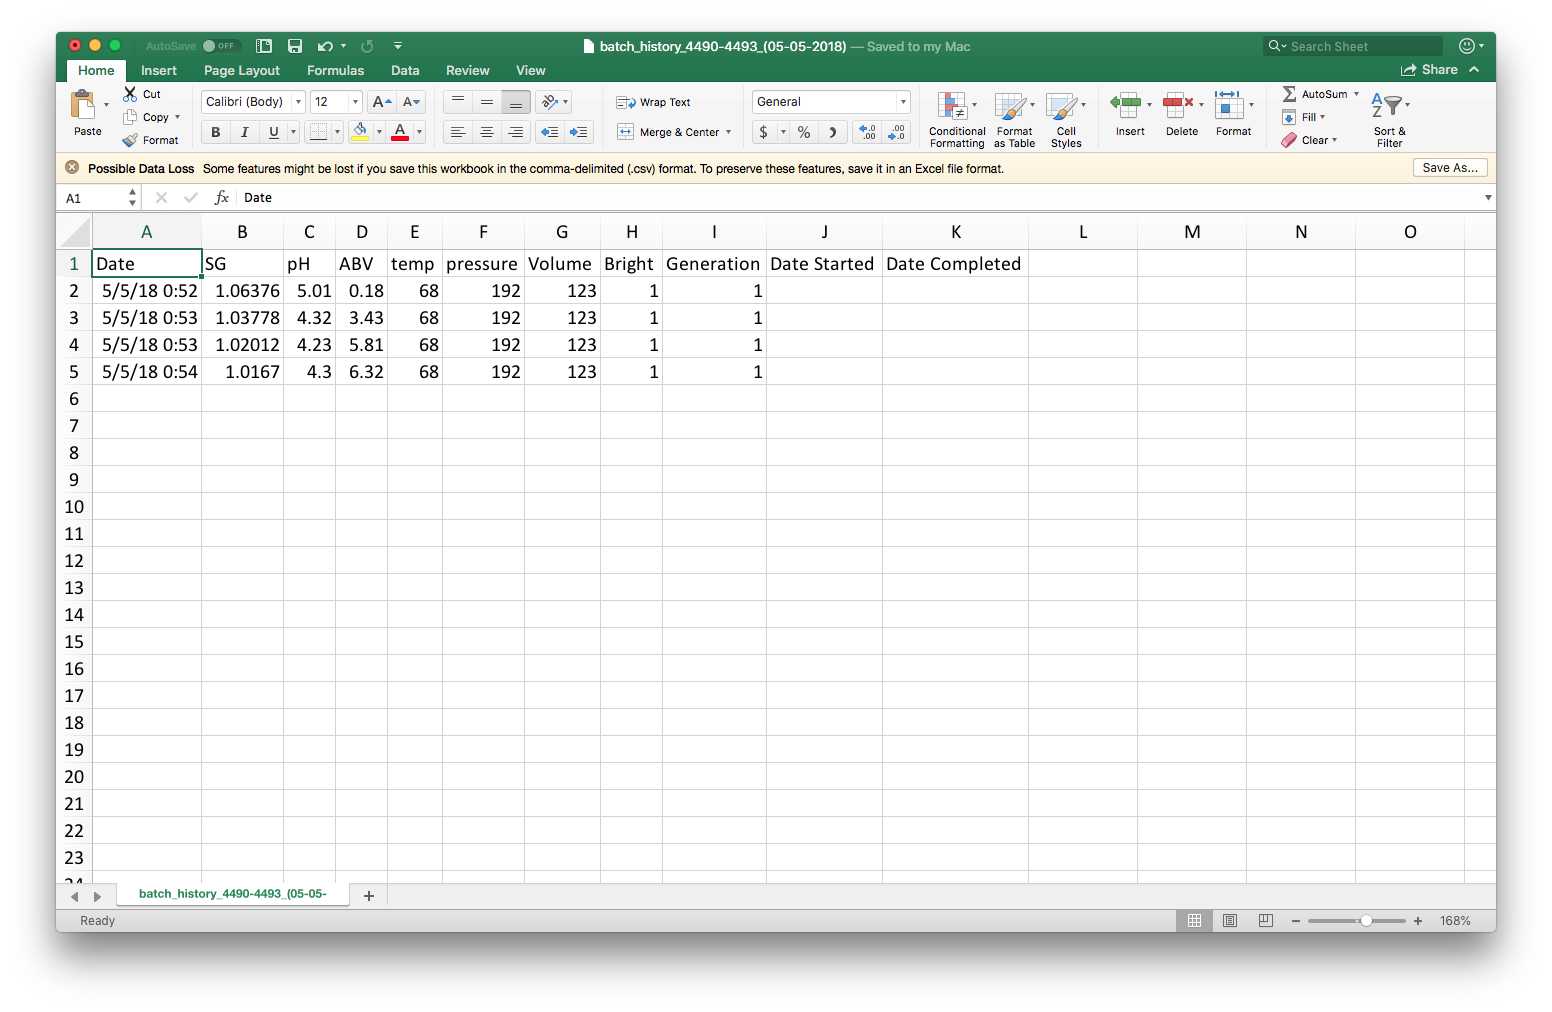 AutoSave OFF batch_history_4490-4493_(05-05-2018) — Saved to my Mac Search Sheet
Home Insert Page Layout Formulas Data Review View Share
Paste Cut Copy Format
Calibri (Body) 12 A A
B I U A
Wrap Text
Merge & Center
General
$ % .0 .00 .00 .0
Conditional Formatting Format as Table Cell Styles
Insert Delete Format
AutoSum Fill Clear
Sort & Filter
Possible Data Loss Some features might be lost if you save this workbook in the comma-delimited (.csv) format. To preserve these features, save it in an Excel file format. Save As...
A1 fx Date
A B C D E F G H I J K L M N O
1 Date SG pH ABV temp pressure Volume Bright Generation Date Started Date Completed
2 5/5/18 0:52 1.06376 5.01 0.18 68 192 123 1 1
3 5/5/18 0:53 1.03778 4.32 3.43 68 192 123 1 1
4 5/5/18 0:53 1.02012 4.23 5.81 68 192 123 1 1
5 5/5/18 0:54 1.0167 4.3 6.32 68 192 123 1 1
6
7
8
9
10
11
12
13
14
15
16
17
18
19
20
21
22
23
24
batch_history_4490-4493_(05-05- +
Ready 168%